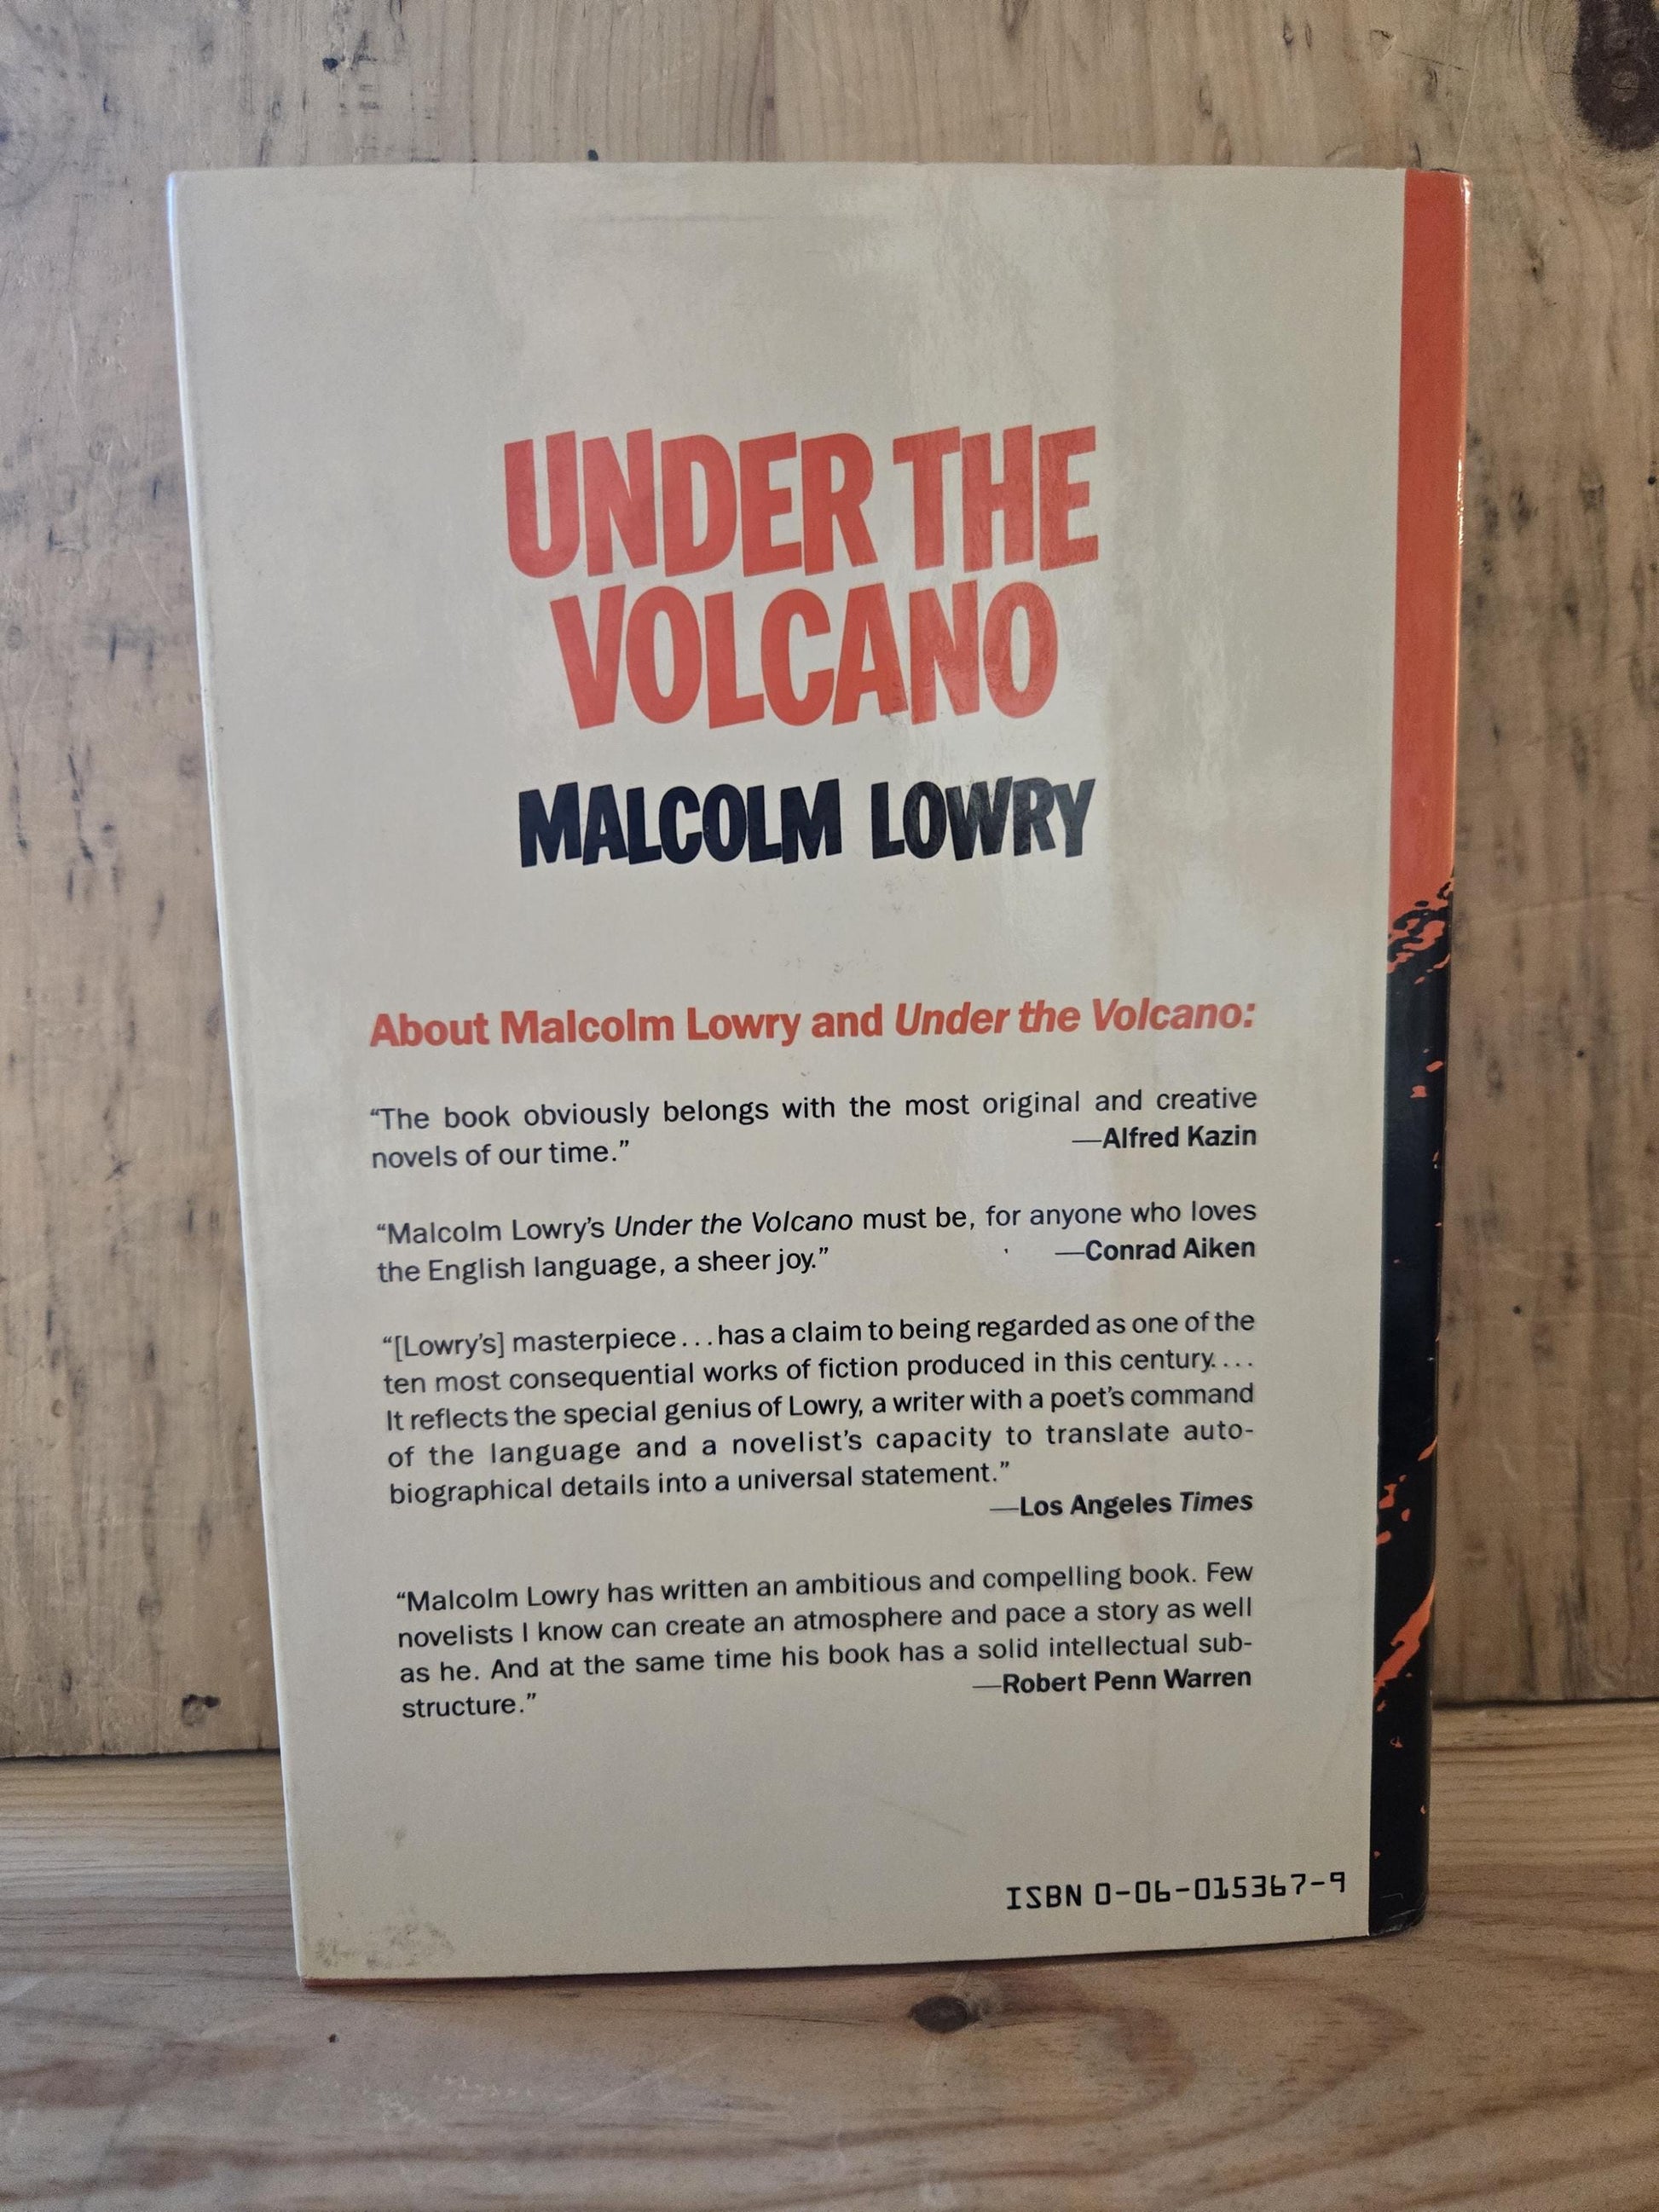 UNDER THE
VOLCANO
MALCOLM LOWRY
About Malcolm Lowry and Under the Volcano:
“The book obviously belongs with the most original and creative
novels of our time.” —Alfred Kazin
“Malcolm Lowry’s Under the Volcano must be, for anyone who loves
the English language, a sheer joy.” —Conrad Aiken
“[Lowry’s] masterpiece...has a claim to being regarded as one of the
ten most consequential works of fiction produced in this century....
It reflects the special genius of Lowry, a writer with a poet’s command
of the language and a novelist’s capacity to translate auto-
biographical details into a universal statement.”
—Los Angeles Times
“Malcolm Lowry has written an ambitious and compelling book. Few
novelists I know can create an atmosphere and pace a story as well
as he. And at the same time his book has a solid intellectual sub-
structure.” —Robert Penn Warren
ISBN 0-06-015367-9